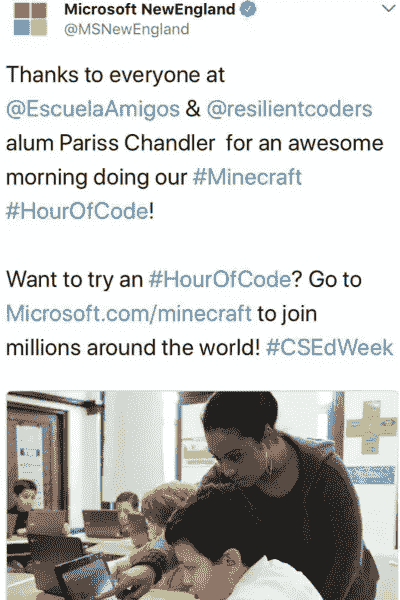 Microsoft NewEngland
@MSNewEngland
Thanks to everyone at
@EscuelaAmigos & @resilientcoders
alum Pariss Chandler for an awesome
morning doing our #Minecraft
#HourOfCode!
Want to try an #HourOfCode? Go to
Microsoft.com/minecraft to join
millions around the world! #CSEdWeek